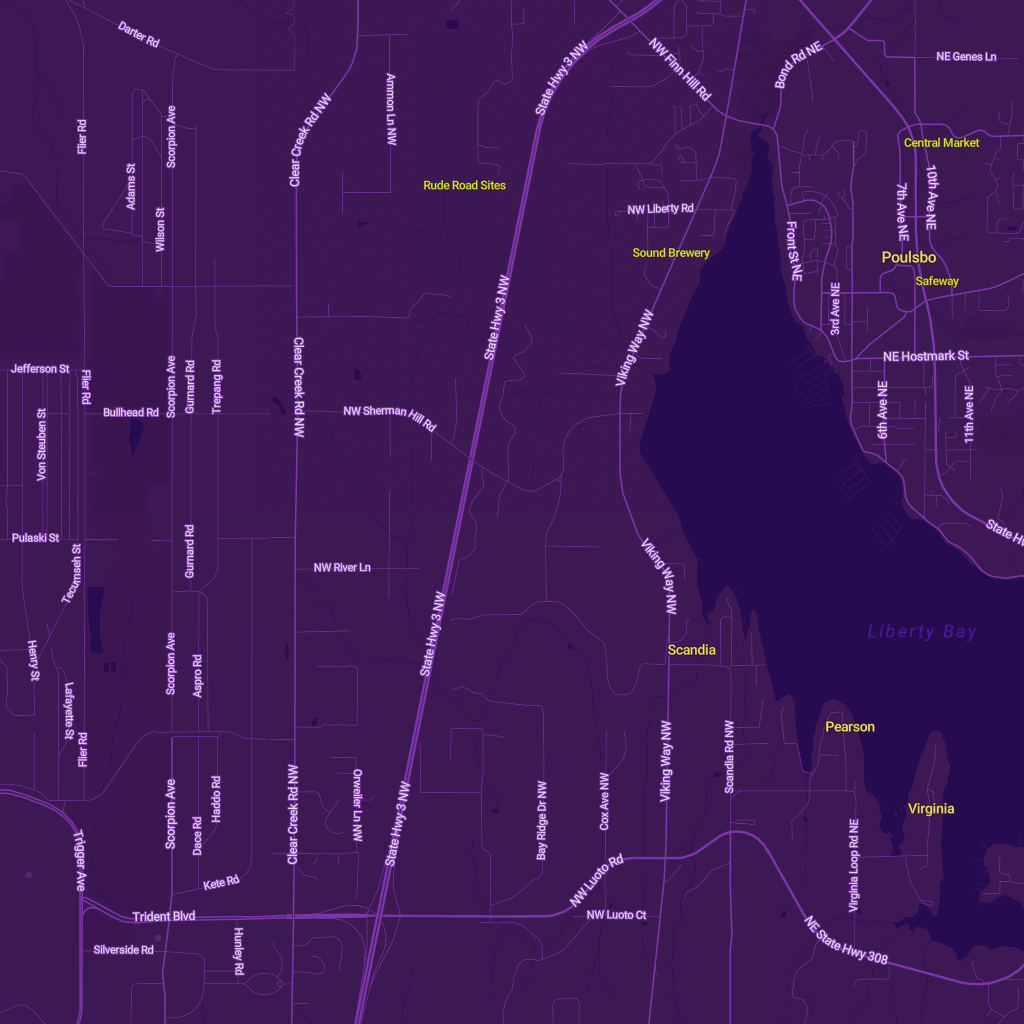 Darter Rd
State Hwy 3 NW
NW Finn Hill Rd
Bond Rd NE
NE Genes Ln
Flier Rd
Scorpion Ave
Clear Creek Rd NW
Ammon Ln NW
Central Market
Adams St
Rude Road Sites
7th Ave NE
10th Ave NE
Wilson St
NW Liberty Rd
Front St NE
Sound Brewery
Poulsbo
Safeway
State Hwy 3 NW
3rd Ave NE
Viking Way NW
NE Hostmark St
Jefferson St
Flier Rd
Scorpion Ave
Gurnard Rd
Trepang Rd
Clear Creek Rd NW
Bullhead Rd
NW Sherman Hill Rd
6th Ave NE
11th Ave NE
Von Steuben St
Pulaski St
State Hw
Gurnard Rd
Tecumseh St
NW River Ln
Viking Way NW
State Hwy 3 NW
Liberty Bay
Henry St
Scorpion Ave
Aspro Rd
Scandia
Lafayette St
Flier Rd
Pearson
Viking Way NW
Scandia Rd NW
Trigger Ave
Scorpion Ave
Haddo Rd
Dace Rd
Clear Creek Rd NW
Orweiler Ln NW
State Hwy 3 NW
Bay Ridge Dr NW
Cox Ave NW
Virginia
Virginia Loop Rd NE
Kete Rd
NW Luoto Rd
Trident Blvd
NW Luoto Ct
Silverside Rd
Hunley Rd
NE State Hwy 308